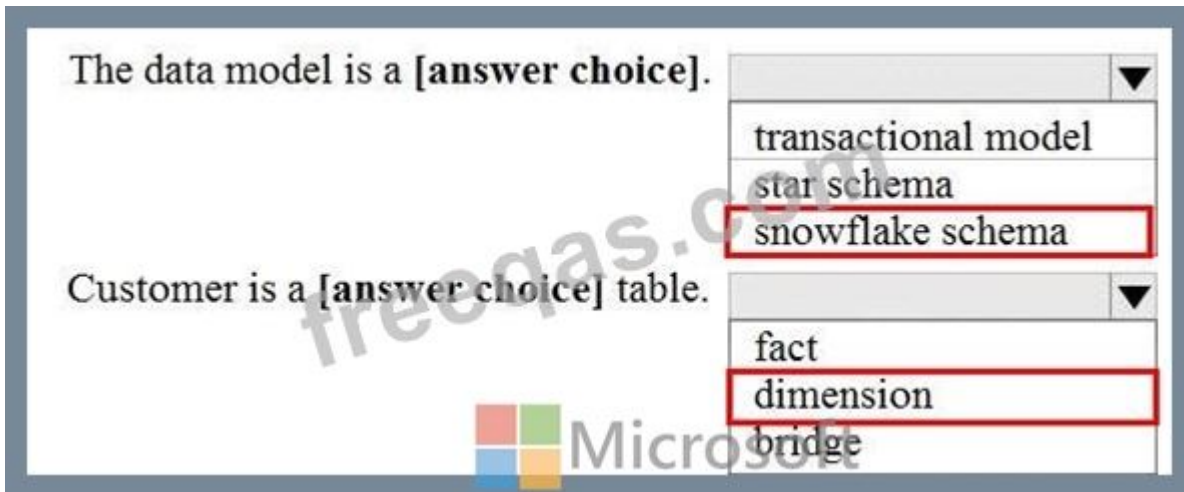 The data model is a [answer choice].
transactional model
star schema
snowflake schema
Customer is a [answer choice] table.
fact
dimension
bridge
freeqas.com
Microsoft